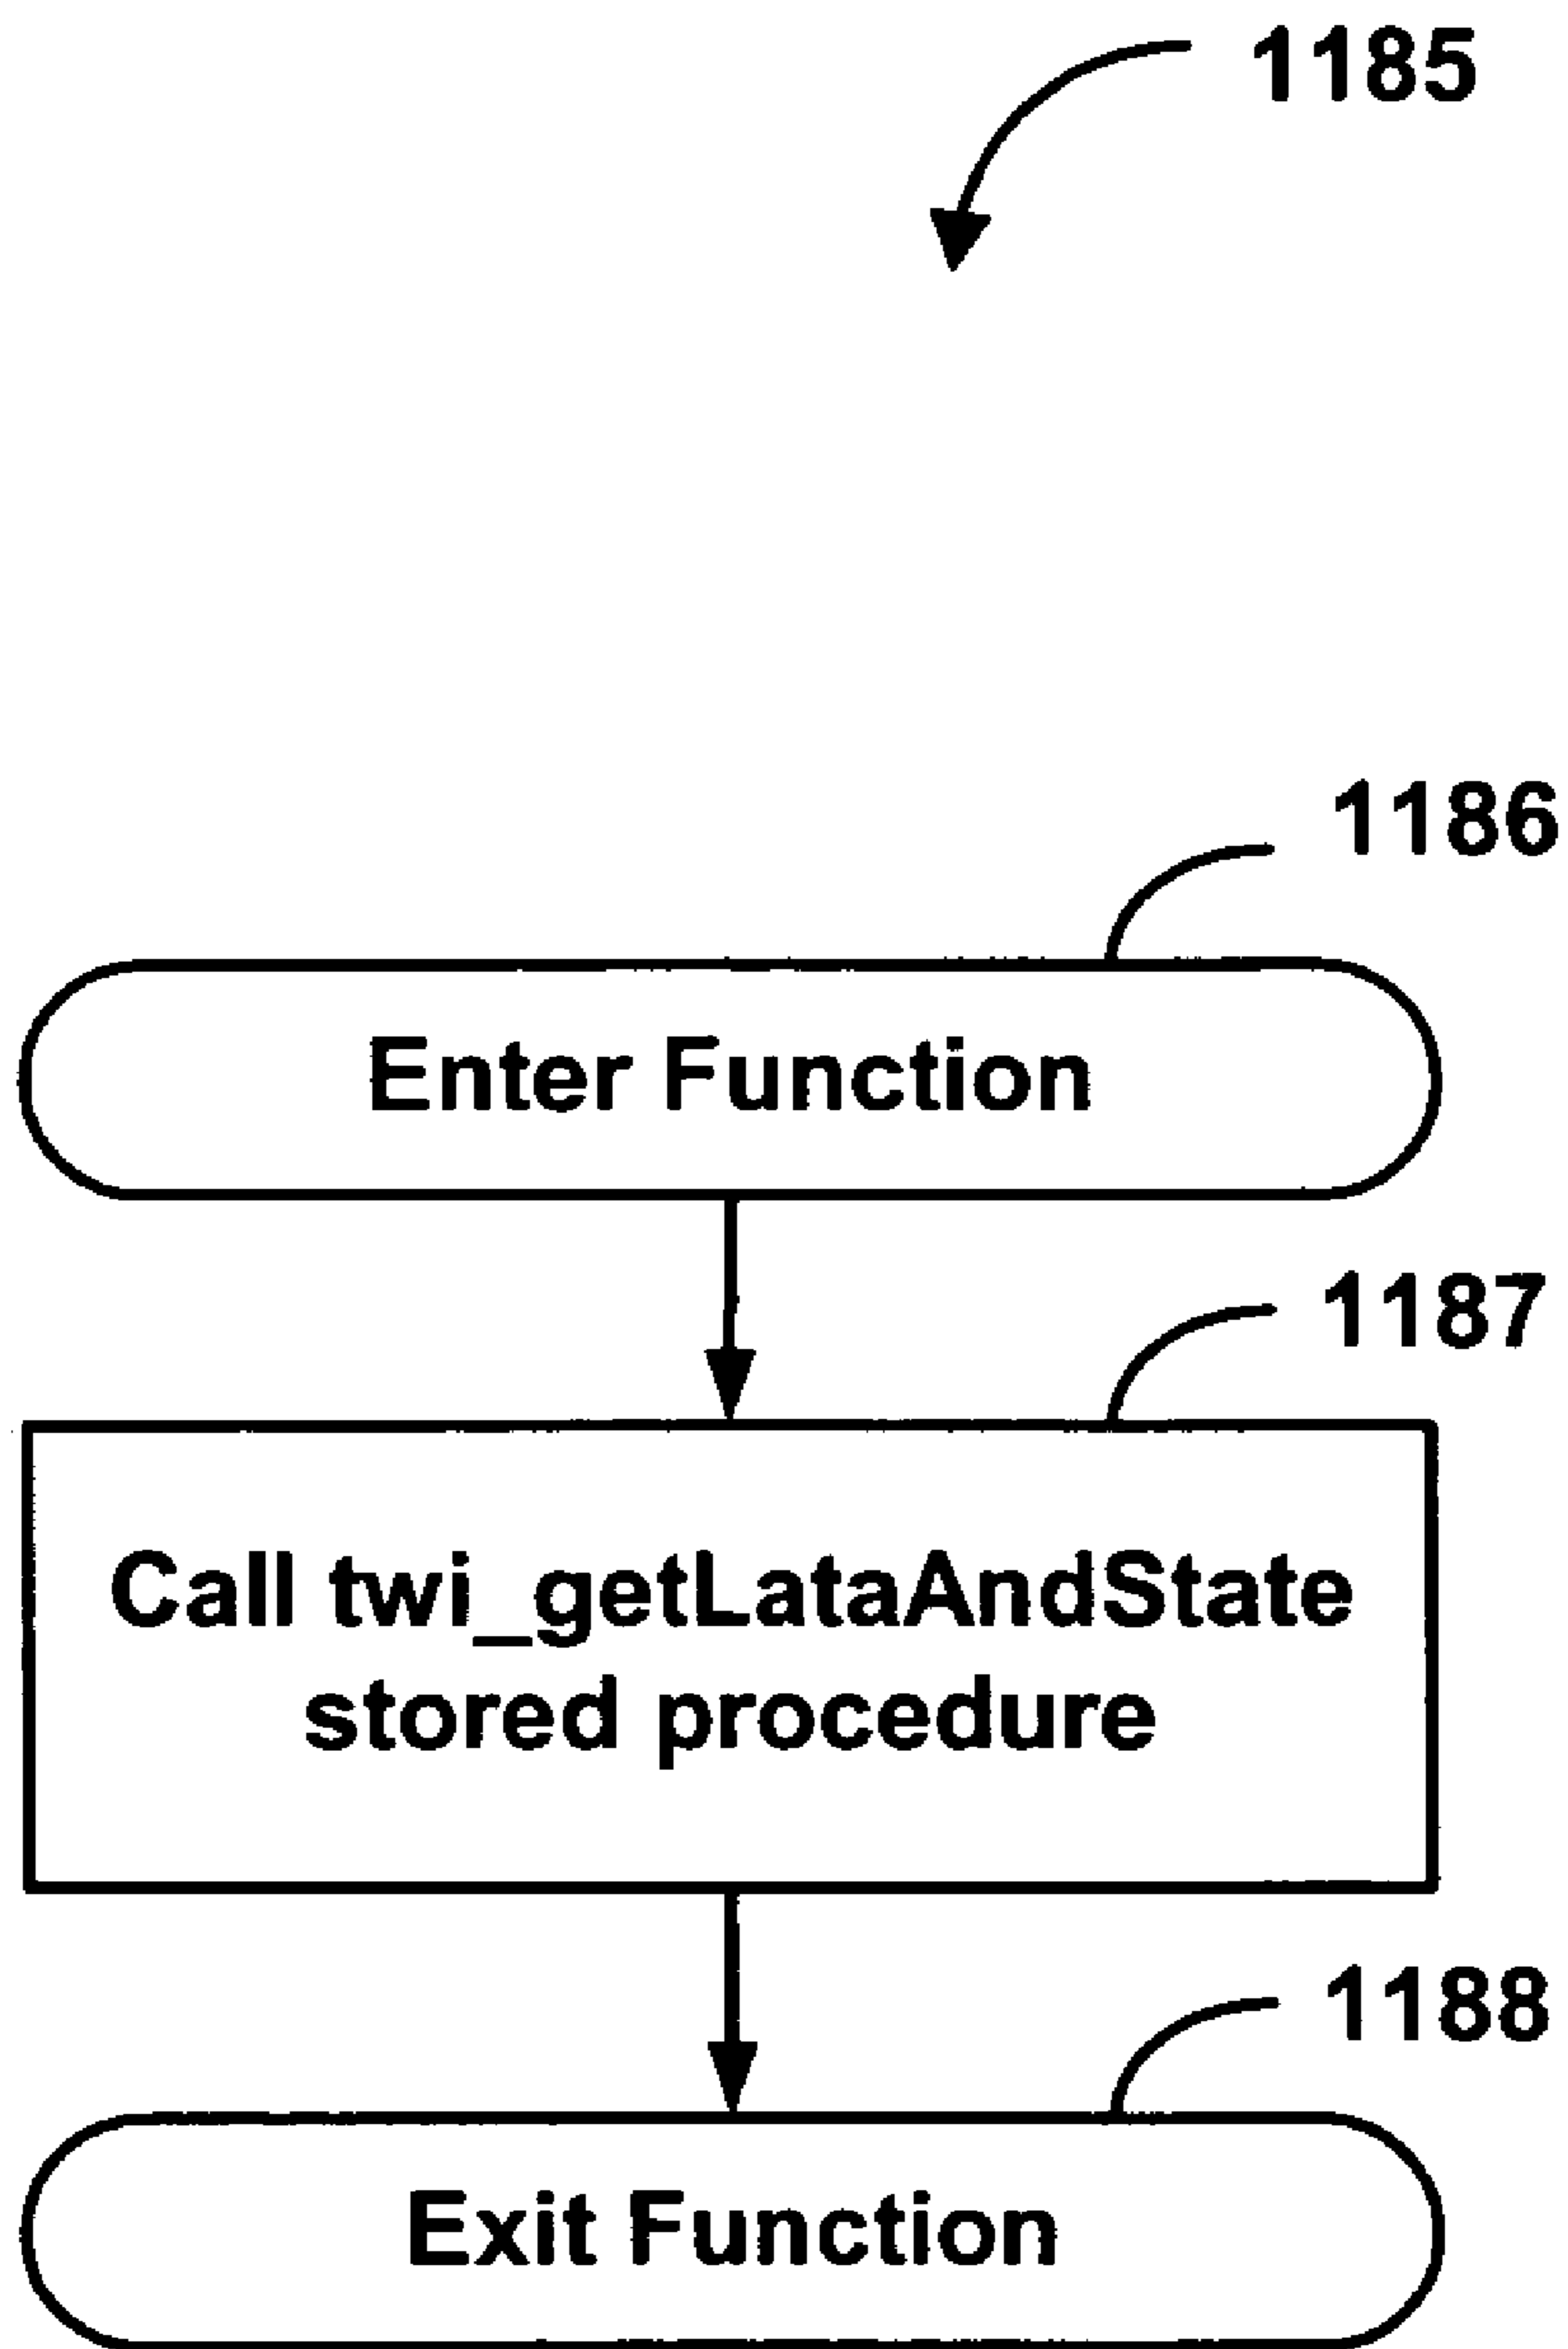 1185
1186
Enter Function
1187
Call twi_getLataAndState
stored procedure
1188
Exit Function